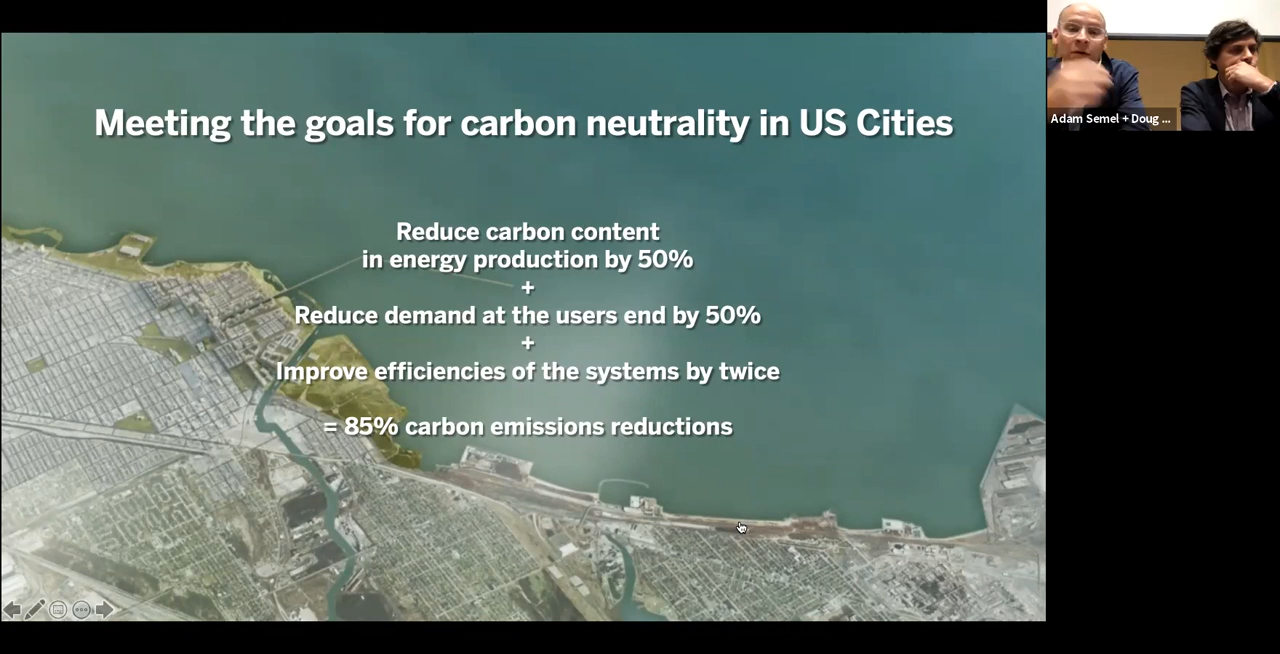 Meeting the goals for carbon neutrality in US Cities
Reduce carbon content
in energy production by 50%
+
Reduce demand at the users end by 50%
+
Improve efficiencies of the systems by twice
= 85% carbon emissions reductions
Adam Semel + Doug ...